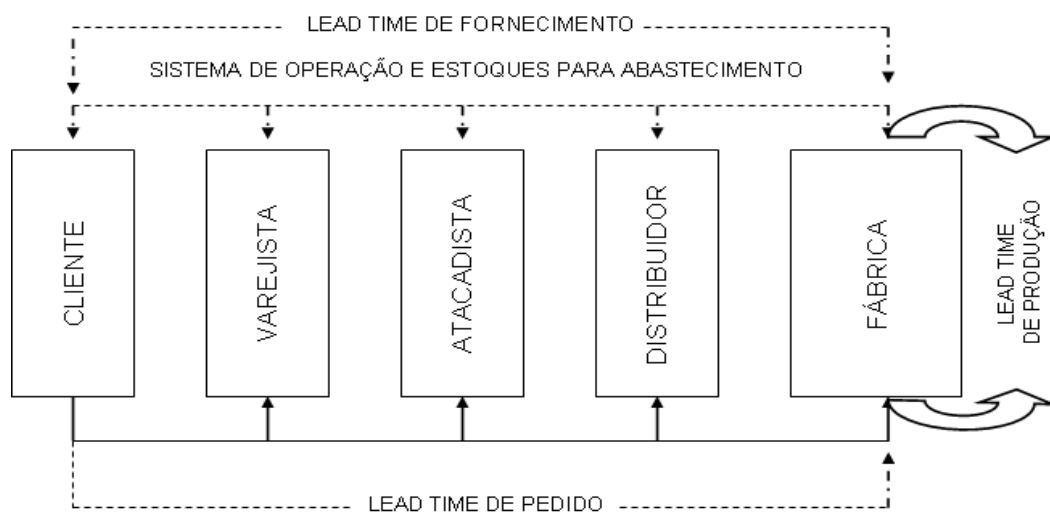 LEAD TIME DE FORNECIMENTO
SISTEMA DE OPERAÇÃO E ESTOQUES PARA ABASTECIMENTO
CLIENTE
VAREJISTA
ATACADISTA
DISTRIBUIDOR
FÁBRICA
LEAD TIME
DE PRODUÇÃO
LEAD TIME DE PEDIDO